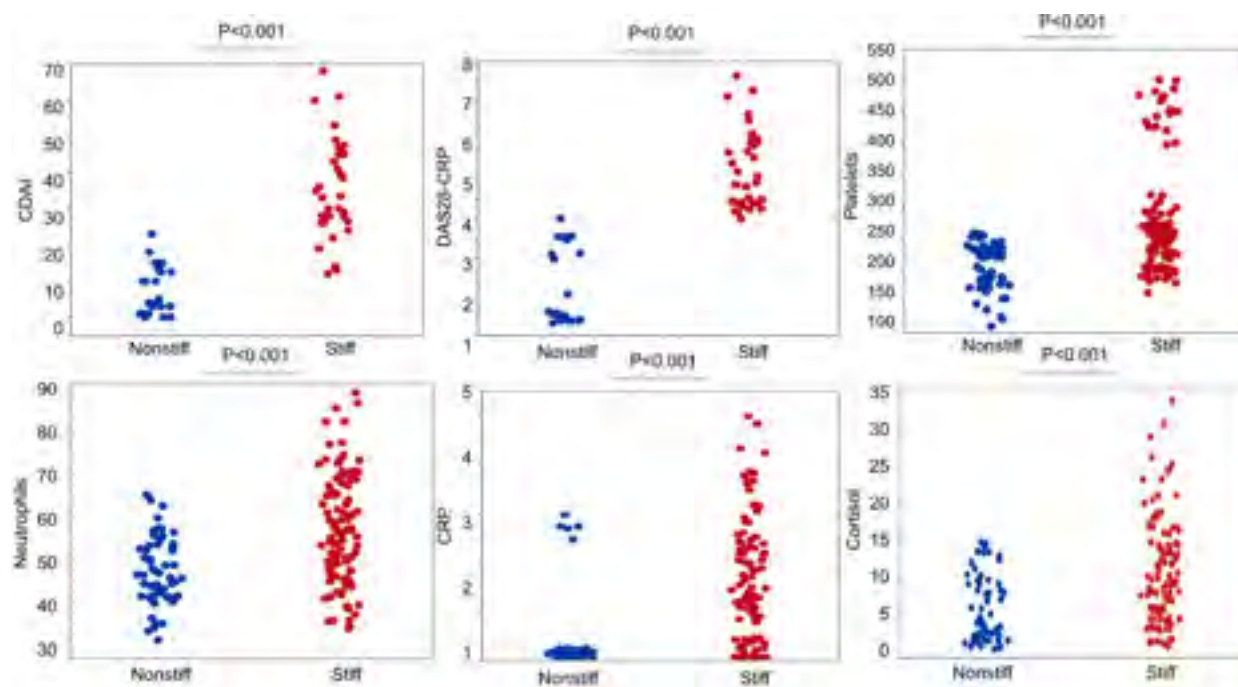 P<0.001
CDAI
70
60
50
40
30
20
10
0
Nonstiff
Stiff
P<0.001
DAS28-CRP
8
7
6
5
4
3
2
1
Nonstiff
Stiff
P<0.001
Platelets
550
500
450
400
350
300
250
200
150
100
Nonstiff
Stiff
P<0.001
Neutrophils
90
80
70
60
50
40
30
Nonstiff
Stiff
P<0.001
CRP
5
4
3
2
1
Nonstiff
Stiff
P<0.001
Cortisol
35
30
25
20
15
10
5
0
Nonstiff
Stiff